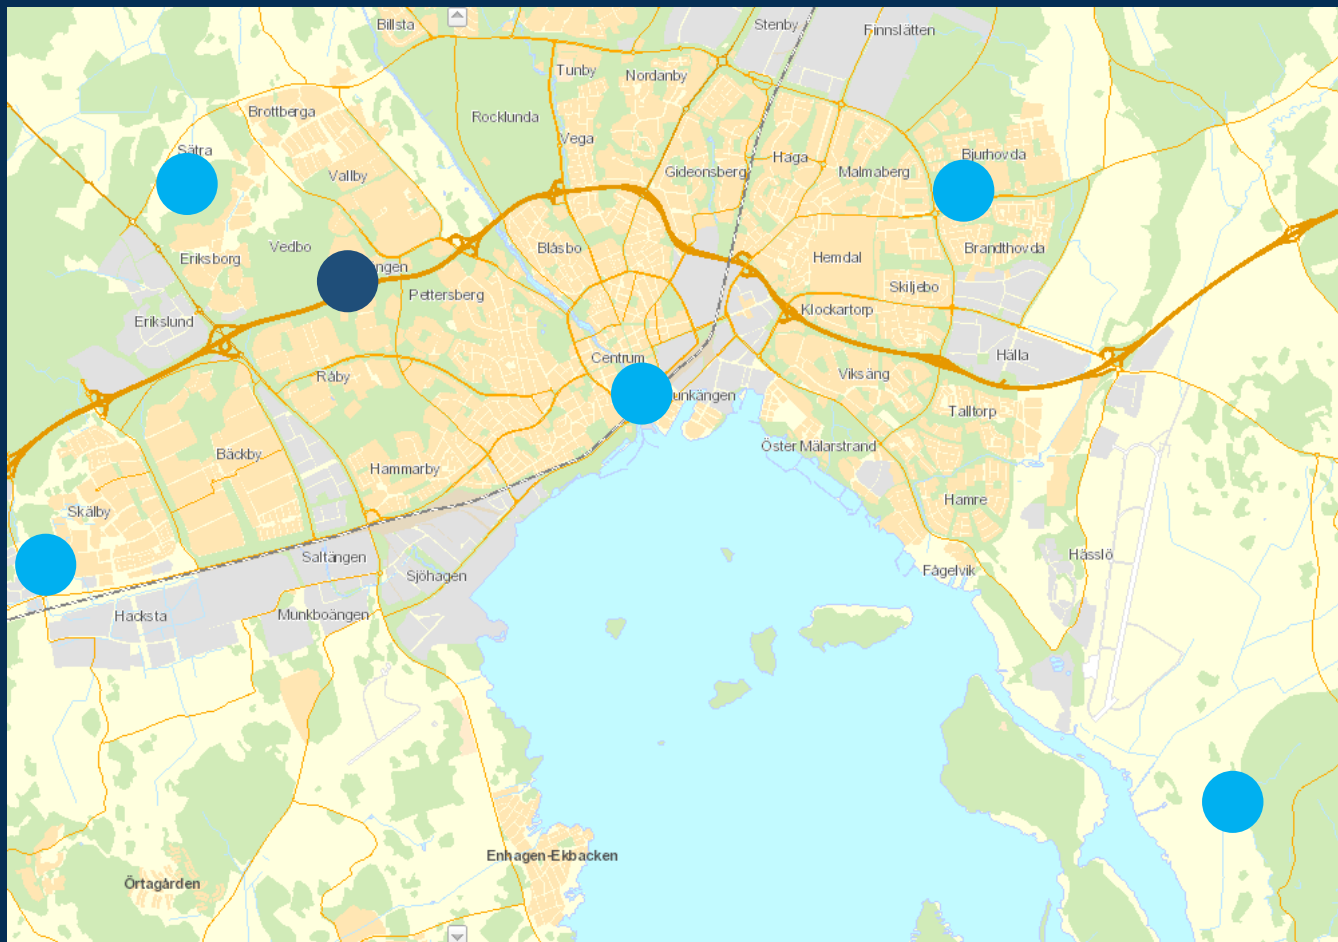 Billsta
Stenby
Finnslätten
Tunby
Nordanby
Brottberga
Rocklunda
Vega
Sätra
Haga
Bjurhovda
Vallby
Gideonsberg
Malmaberg
Vedbo
Blåsbo
Brandthovda
Eriksborg
Hemdal
ngen
Pettersberg
Skiljebo
Klockartorp
Erikslund
Centrum
Hälla
Råby
Viksäng
unkängen
Talltorp
Öster Mälarstrand
Bäckby
Hammarby
Hamre
Skälby
Saltängen
Hässlö
Sjöhagen
Fågelvik
Hacksta
Munkboängen
Enhagen-Ekbacken
Örtagården